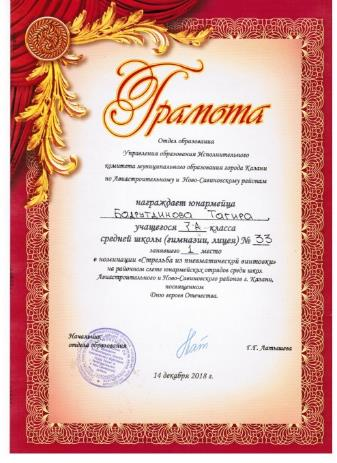 Грамота
Отдел образования
Управления образования Исполнительного
комитета муниципального образования города Казани
по Авиастроительному и Ново-Савиновскому районам
награждает юнармейца
Бадрутдинова Тагира
учащегося 7А класса
средней школы (гимназии, лицея) № 33
занявшего 1 место
в номинации «Стрельба из пневматической винтовки»
на районном слете юнармейских отрядов среди школ
Авиастроительного и Ново-Савиновского районов г. Казани,
посвященном
Дню героев Отечества.
Начальник
отдела образования
Г.Г. Латышева
14 декабря 2018 г.